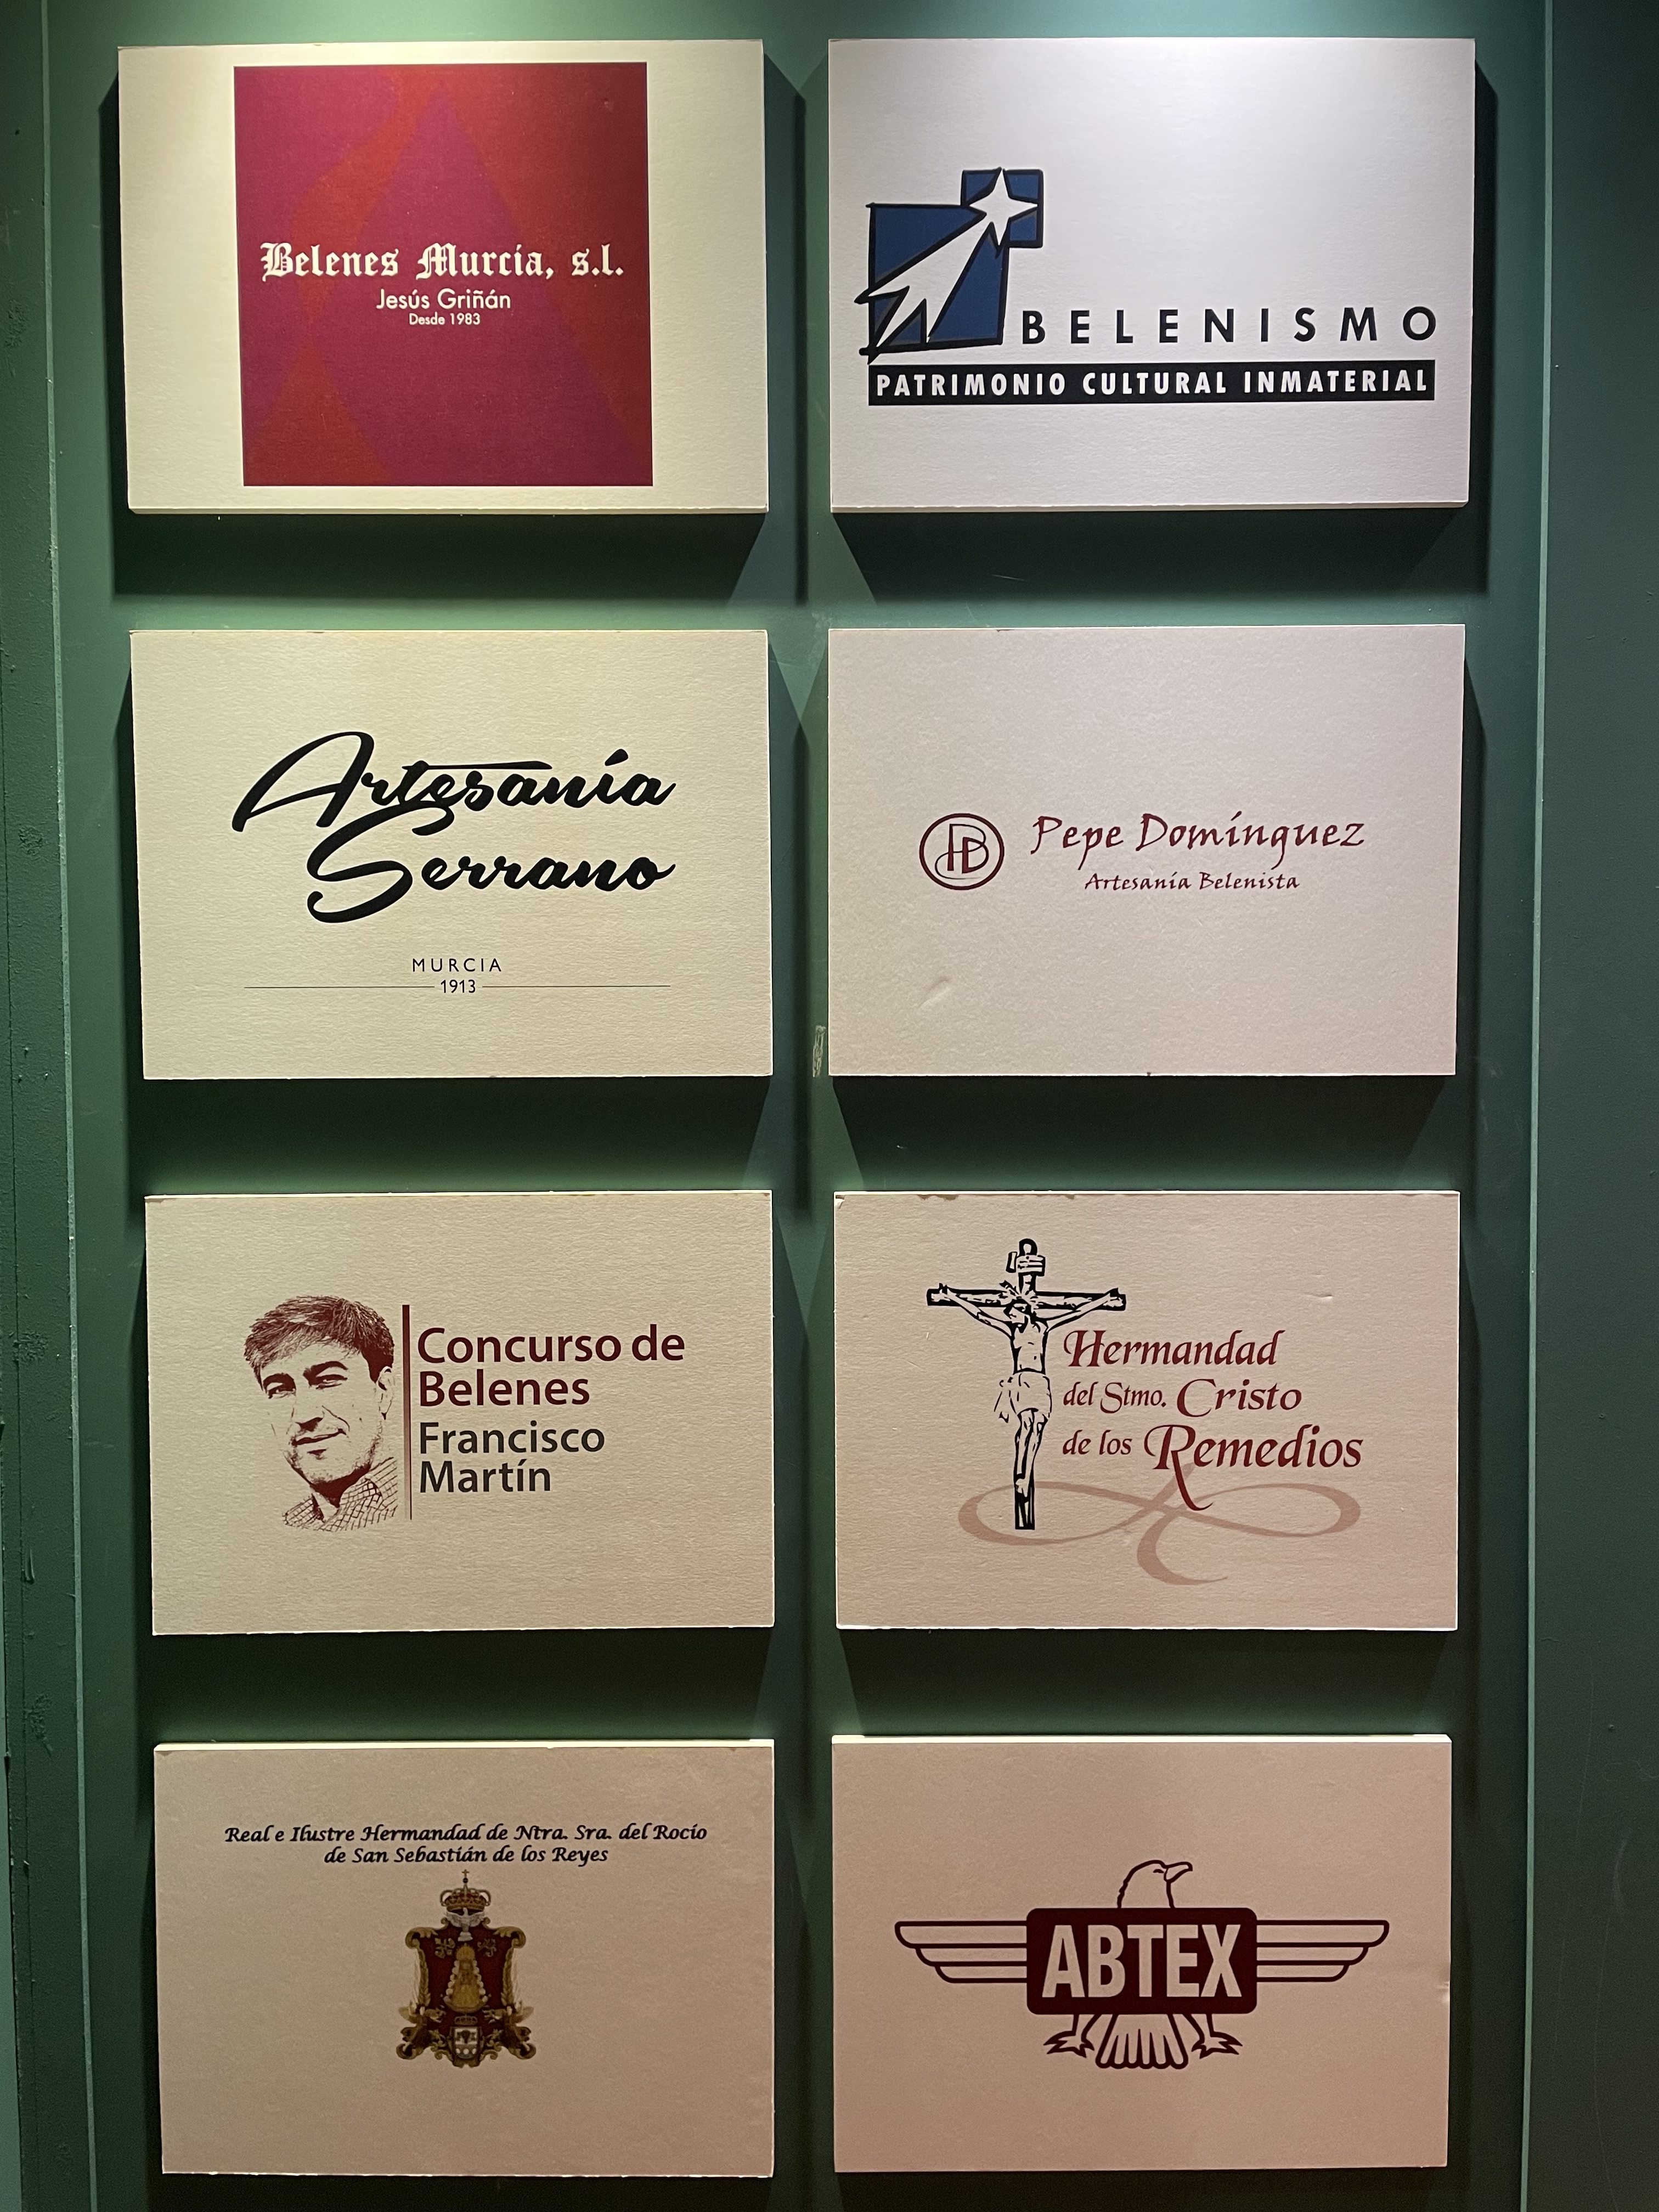 Belenes Murcia, s.l.
Jesús Griñán
Desde 1983
BELENISMO
PATRIMONIO CULTURAL INMATERIAL
Artesanía
Serrano
MURCIA
1913
Pepe Domínguez
Artesanía Belenista
Concurso de
Belenes
Francisco
Martín
Hermandad
del Stmo. Cristo
de los Remedios
Real e Ilustre Hermandad de Ntra. Sra. del Rocío
de San Sebastián de los Reyes
ABTEX